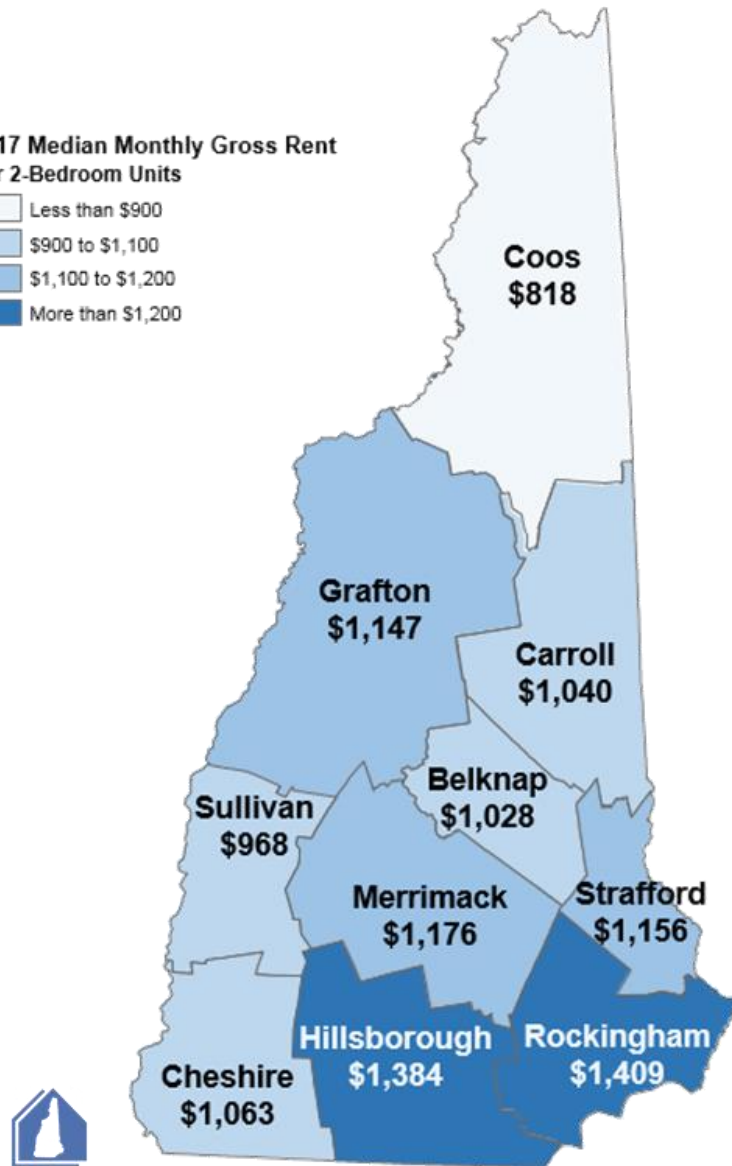 17 Median Monthly Gross Rent
r 2-Bedroom Units
Less than $900
$900 to $1,100
$1,100 to $1,200
More than $1,200
Coos
$818
Grafton
$1,147
Carroll
$1,040
Belknap
$1,028
Sullivan
$968
Merrimack
$1,176
Strafford
$1,156
Hillsborough
$1,384
Rockingham
$1,409
Cheshire
$1,063